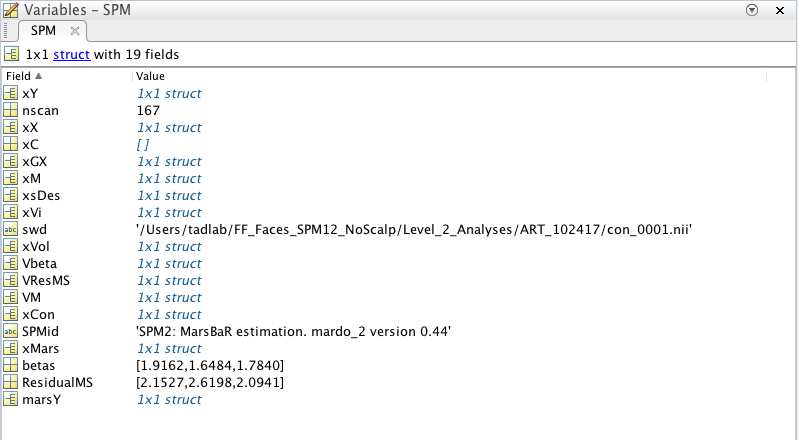 Variables – SPM
SPM
1x1 struct with 19 fields
Field Value
xY 1x1 struct
nscan 167
xX 1x1 struct
xC []
xGX 1x1 struct
xM 1x1 struct
xsDes 1x1 struct
xVi 1x1 struct
abc swd '/Users/tadlab/FF_Faces_SPM12_NoScalp/Level_2_Analyses/ART_102417/con_0001.nii'
xVol 1x1 struct
Vbeta 1x1 struct
VResMS 1x1 struct
VM 1x1 struct
xCon 1x1 struct
abc SPMid 'SPM2: MarsBaR estimation. mardo_2 version 0.44'
xMars 1x1 struct
betas [1.9162,1.6484,1.7840]
ResidualMS [2.1527,2.6198,2.0941]
marsY 1x1 struct